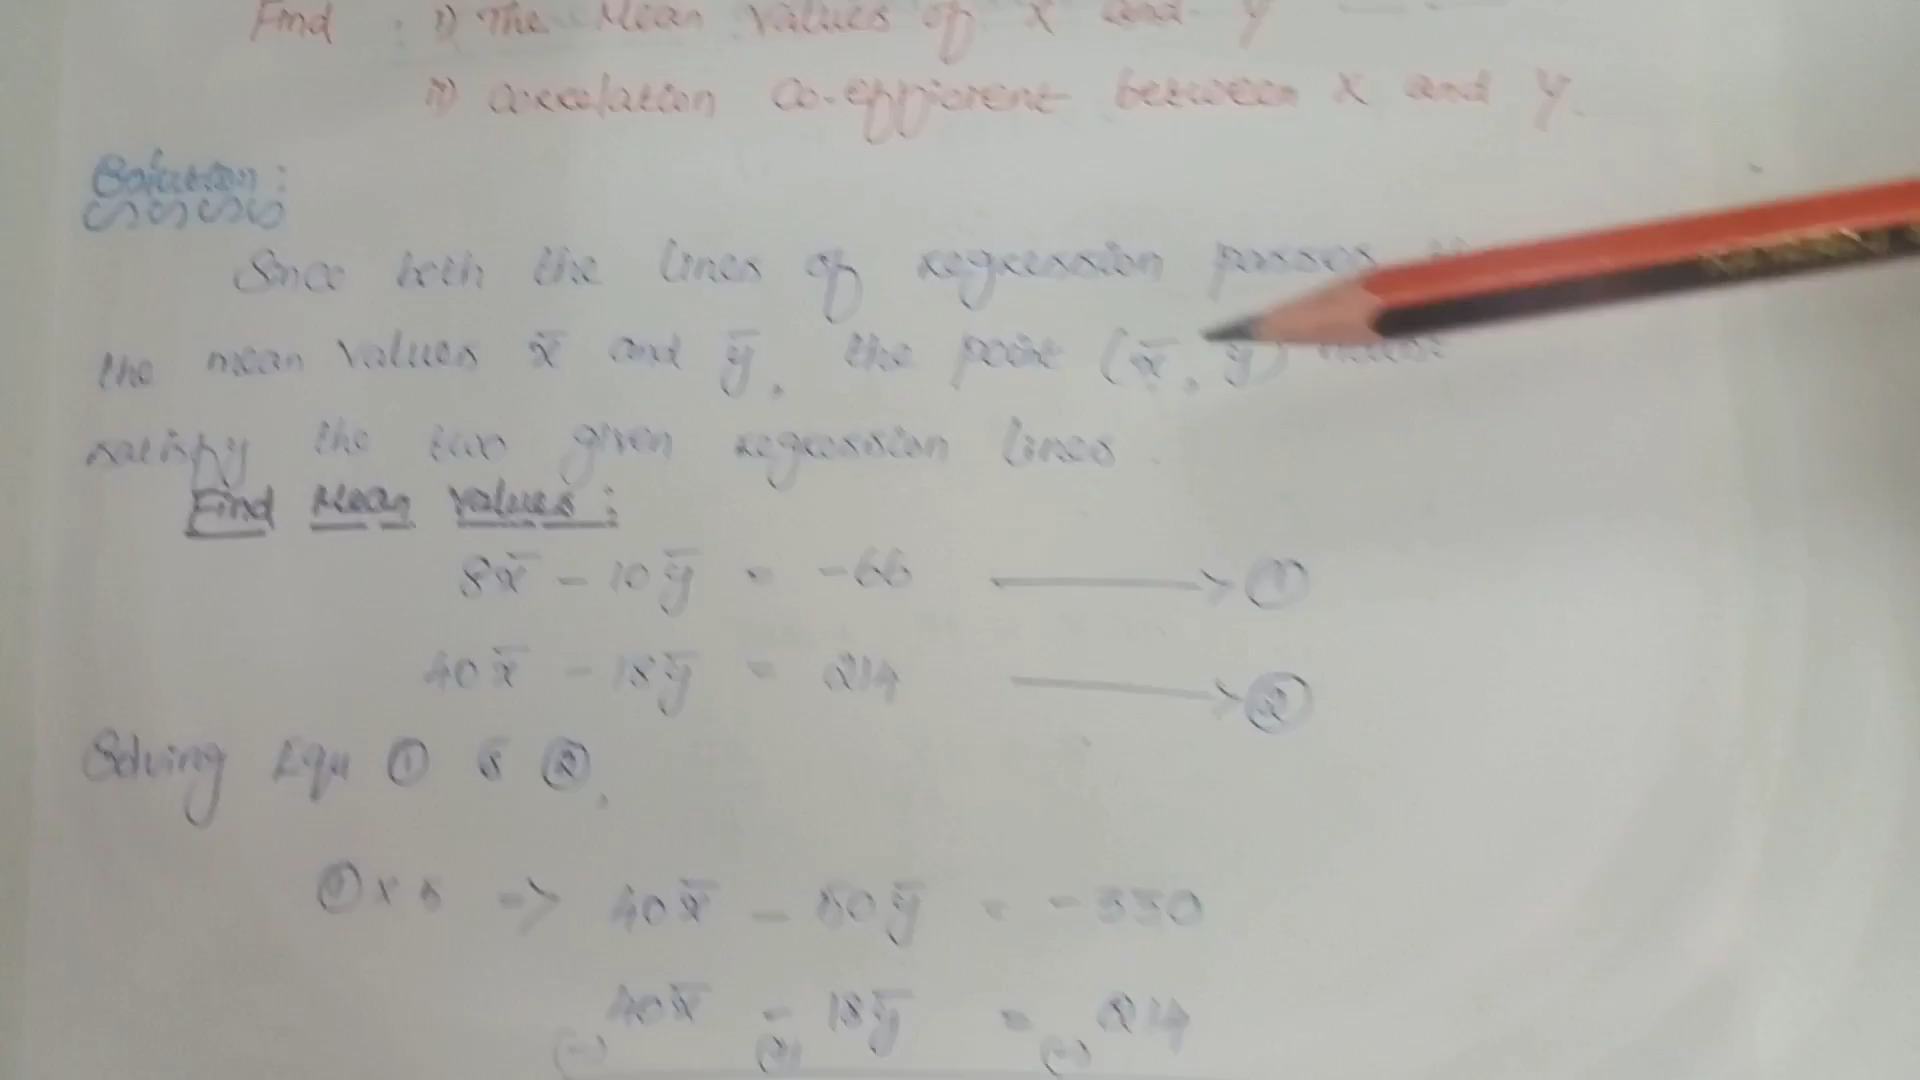 Find : i) The Mean values of x and y
ii) correlation co-efficient between x and y.
Solution:
Since both the lines of regression passes
the mean values x̄ and ȳ, the point (x̄, ȳ) must
satisfy the two given regression lines.
Find Mean values:
8x̄ - 10ȳ = -66 → ①
40x̄ - 18ȳ = 214 → ②
Solving Equ ① & ②,
① x 5 => 40x̄ - 50ȳ = -330
40x̄ - 18ȳ = 214
(-) (+) (-)